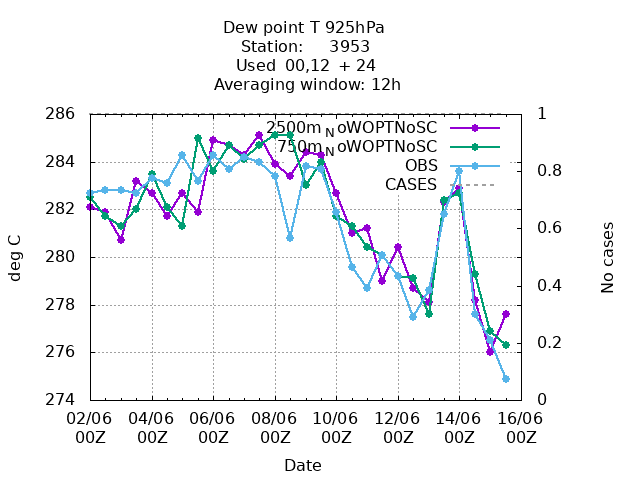 Dew point T 925hPa
Station: 3953
Used 00,12 + 24
Averaging window: 12h
286
284
282
280
278
276
274
1
0.8
0.6
0.4
0.2
0
2500m NoWOPTNoSC
750m NoWOPTNoSC
OBS
CASES
deg C
No cases
02/06 04/06 06/06 08/06 10/06 12/06 14/06 16/06
00Z 00Z 00Z 00Z 00Z 00Z 00Z 00Z
Date